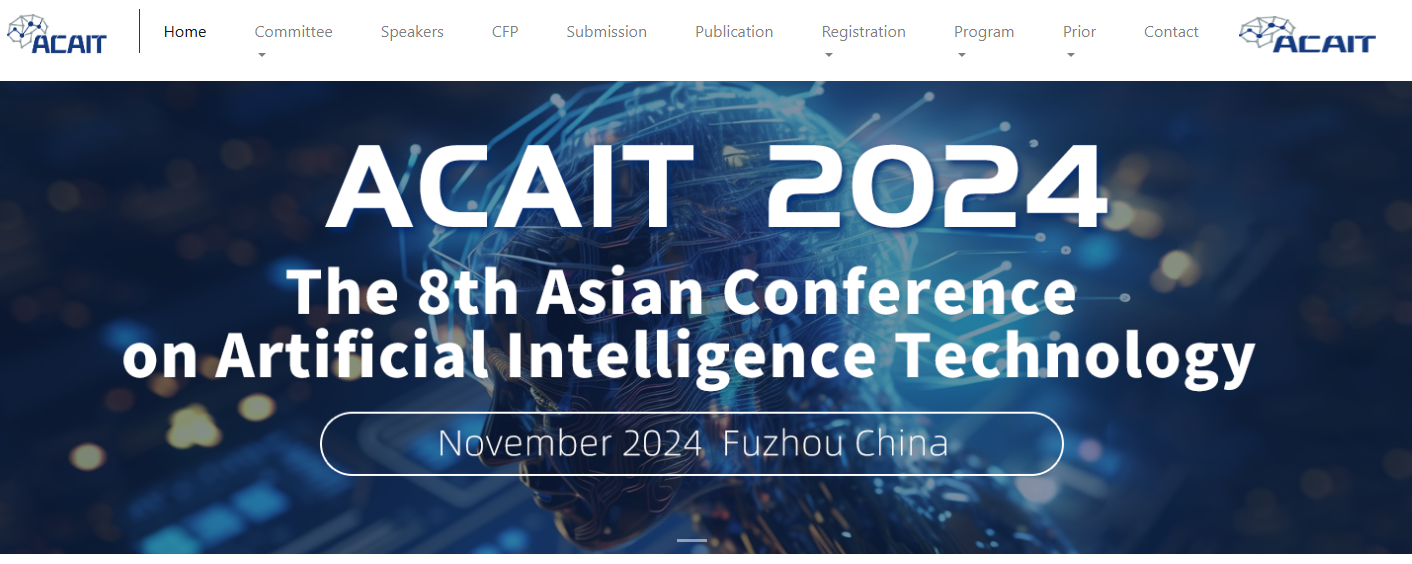 ACAIT
Home
Committee
Speakers
CFP
Submission
Publication
Registration
Program
Prior
Contact
ACAIT
ACAIT 2024
The 8th Asian Conference
on Artificial Intelligence Technology
November 2024 Fuzhou China